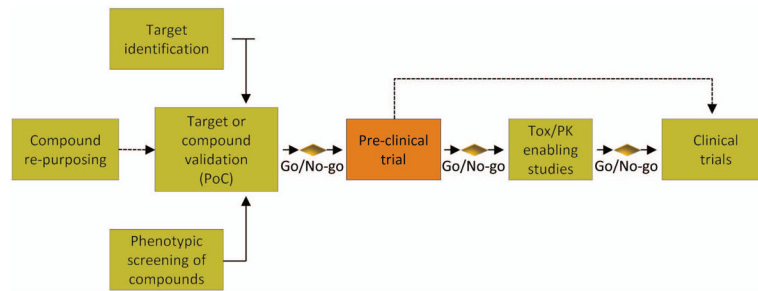 Target
identification
Compound
re-purposing
Target or
compound
validation
(PoC)
Go/No-go
Pre-clinical
trial
Go/No-go
Tox/PK
enabling
studies
Go/No-go
Clinical
trials
Phenotypic
screening of
compounds